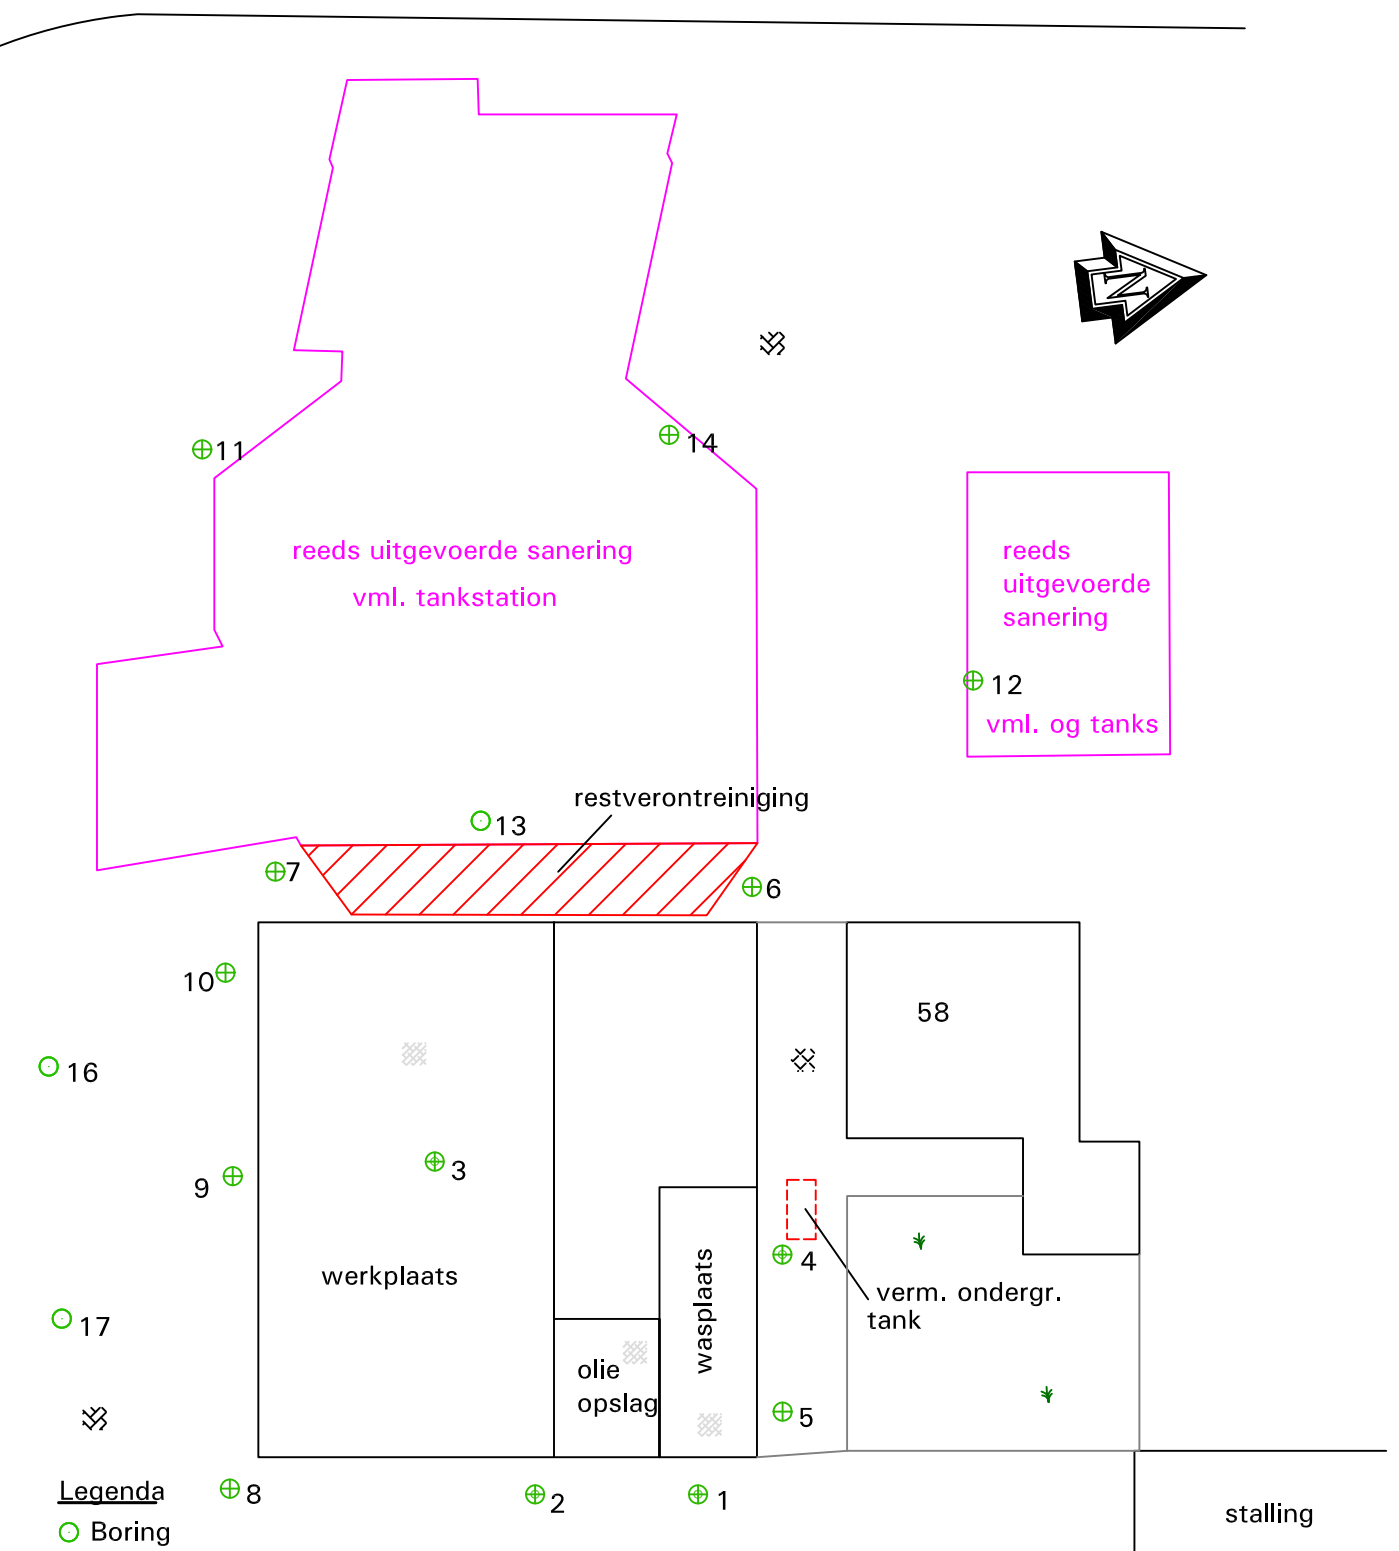 N
11
14
reeds uitgevoerde sanering
vml. tankstation
reeds
uitgevoerde
sanering
12
vml. og tanks
restverontreiniging
13
7
6
10
58
16
3
9
4
werkplaats
wasplaats
verm. ondergr.
tank
17
olie
opslag
5
Legenda
8
2
1
Boring
stalling